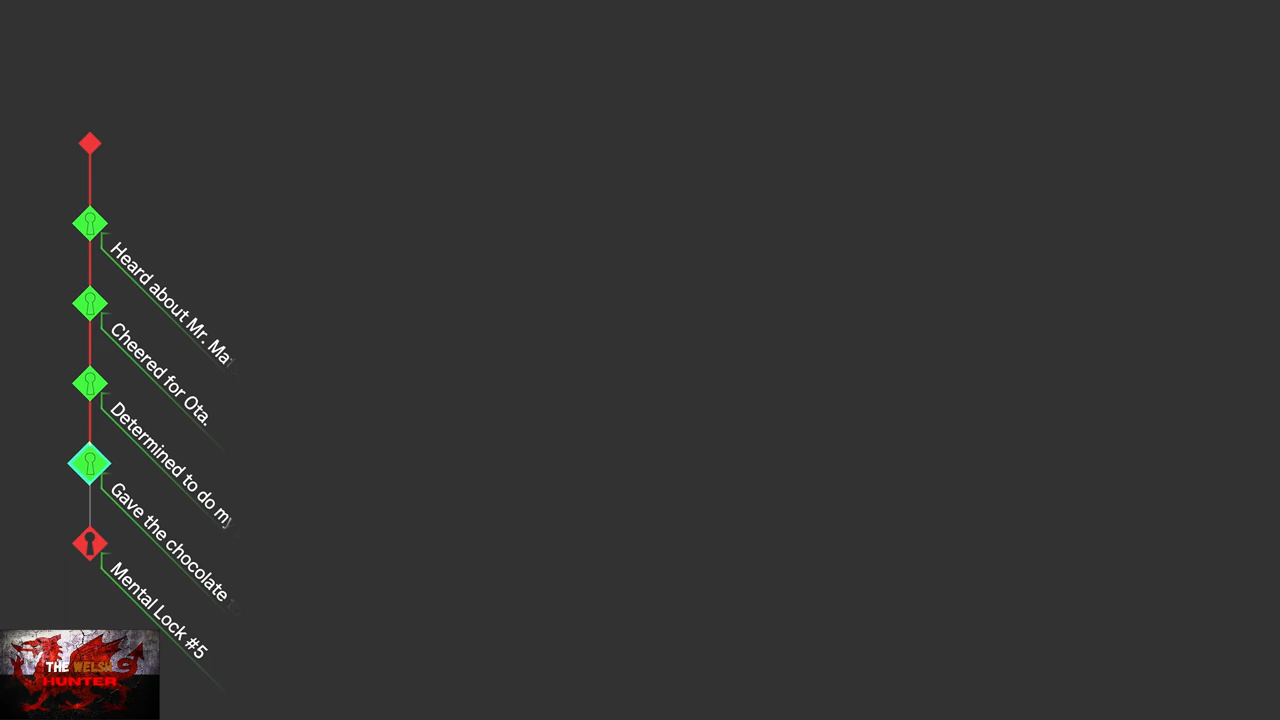 Heard about Mr. Ma
Cheered for Ota.
Determined to do my
Gave the chocolate
Mental Lock #5
THE WELSH
HUNTER